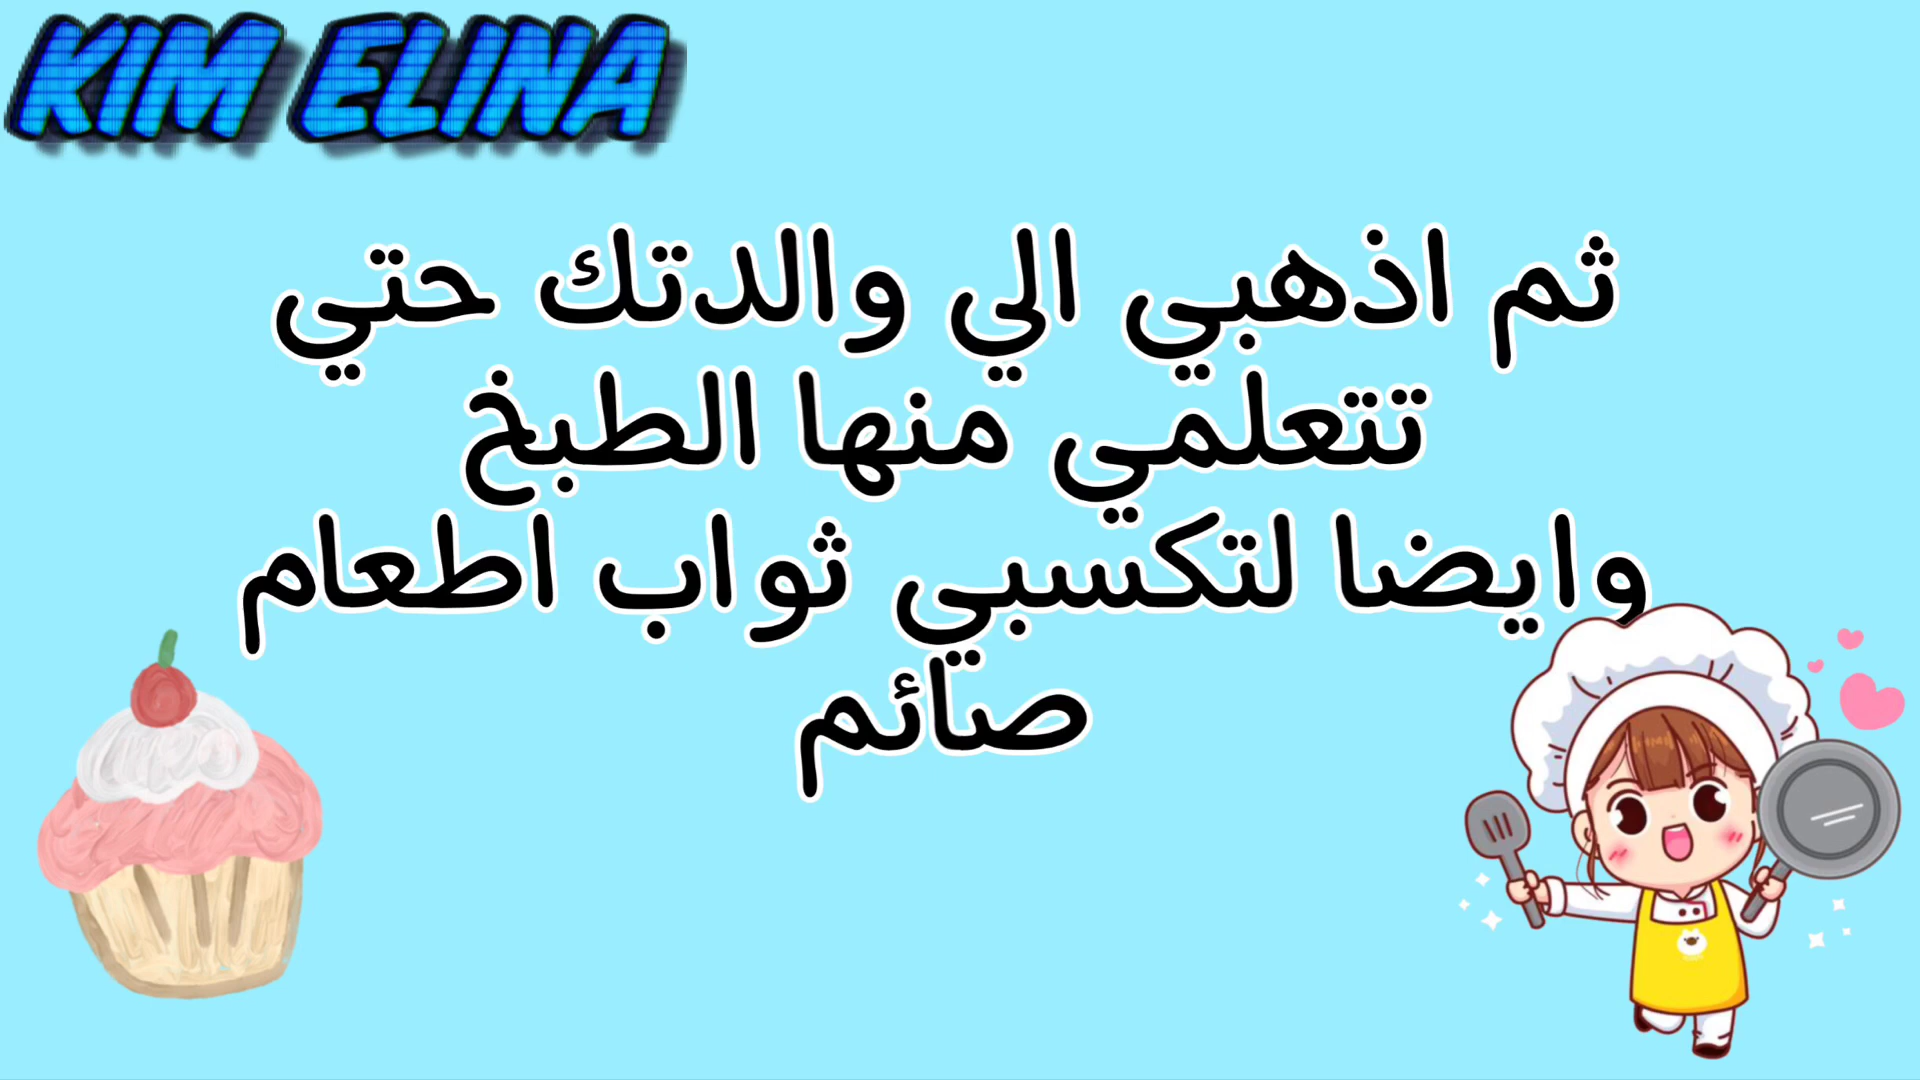 KIM ELINA
ثم اذهبي الي والدتك حتي
تتعلمي منها الطبخ
وايضا لتكسبي ثواب اطعام
صائم